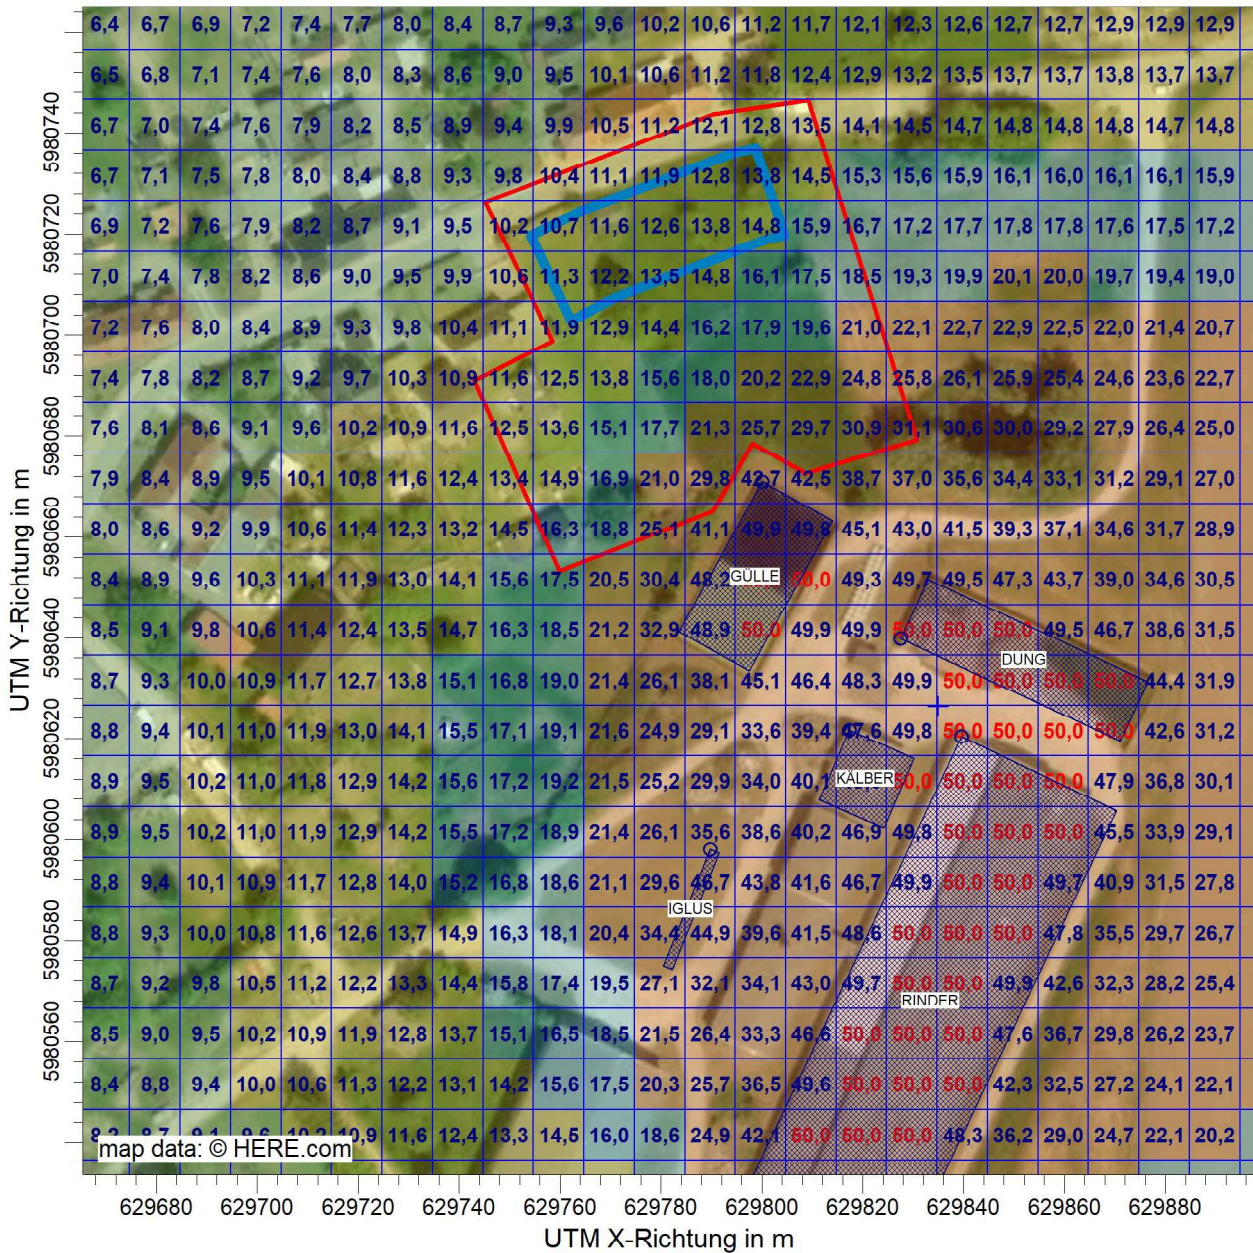 6,4 6,7 6,9 7,2 7,4 7,7 8,0 8,4 8,7 9,3 9,6 10,2 10,6 11,2 11,7 12,1 12,3 12,6 12,7 12,7 12,9 12,9 12,9
6,5 6,8 7,1 7,4 7,6 8,0 8,3 8,6 9,0 9,5 10,1 10,6 11,2 11,8 12,4 12,9 13,2 13,5 13,7 13,7 13,8 13,7 13,7
5980740 6,7 7,0 7,4 7,6 7,9 8,2 8,5 8,9 9,4 9,9 10,5 11,2 12,1 12,8 13,5 14,1 14,5 14,7 14,8 14,8 14,8 14,7 14,8
6,7 7,1 7,5 7,8 8,0 8,4 8,8 9,3 9,8 10,4 11,1 11,9 12,8 13,8 14,5 15,3 15,6 15,9 16,1 16,0 16,1 16,1 15,9
5980720 6,9 7,2 7,6 7,9 8,2 8,7 9,1 9,5 10,2 10,7 11,6 12,6 13,8 14,8 15,9 16,7 17,2 17,7 17,8 17,8 17,6 17,5 17,2
7,0 7,4 7,8 8,2 8,6 9,0 9,5 9,9 10,6 11,3 12,2 13,5 14,8 16,1 17,5 18,5 19,3 19,9 20,1 20,0 19,7 19,4 19,0
5980700 7,2 7,6 8,0 8,4 8,9 9,3 9,8 10,4 11,1 11,9 12,9 14,4 16,2 17,9 19,6 21,0 22,1 22,7 22,9 22,5 22,0 21,4 20,7
7,4 7,8 8,2 8,7 9,2 9,7 10,3 10,9 11,6 12,5 13,8 15,6 18,0 20,2 22,9 24,8 25,8 26,1 25,9 25,4 24,6 23,6 22,7
5980680 7,6 8,1 8,6 9,1 9,6 10,2 10,9 11,6 12,5 13,6 15,1 17,7 21,3 25,7 29,7 30,9 31,1 30,6 30,0 29,2 27,9 26,4 25,0
7,9 8,4 8,9 9,5 10,1 10,8 11,6 12,4 13,4 14,9 16,9 21,0 29,8 42,7 42,5 38,7 37,0 35,6 34,4 33,1 31,2 29,1 27,0
5980660 8,0 8,6 9,2 9,9 10,6 11,4 12,3 13,2 14,5 16,3 18,8 25,1 41,1 49,9 49,8 45,1 43,0 41,5 39,3 37,1 34,6 31,7 28,9
8,4 8,9 9,6 10,3 11,1 11,9 13,0 14,1 15,6 17,5 20,5 30,4 48,2 GÜLLE 50,0 49,3 49,7 49,5 47,3 43,7 39,0 34,6 30,5
5980640 8,5 9,1 9,8 10,6 11,4 12,4 13,5 14,7 16,3 18,5 21,2 32,9 48,9 50,0 49,9 49,9 50,0 50,0 50,0 49,5 46,7 38,6 31,5
DUNG
8,7 9,3 10,0 10,9 11,7 12,7 13,8 15,1 16,8 19,0 21,4 26,1 38,1 45,1 46,4 48,3 49,9 50,0 50,0 50,0 50,0 44,4 31,9
5980620 8,8 9,4 10,1 11,0 11,9 13,0 14,1 15,5 17,1 19,1 21,6 24,9 29,1 33,6 39,4 47,6 49,8 50,0 50,0 50,0 50,0 42,6 31,2
8,9 9,5 10,2 11,0 11,8 12,9 14,2 15,6 17,2 19,2 21,5 25,2 29,9 34,0 40,1 KÄLBER 50,0 50,0 50,0 50,0 47,9 36,8 30,1
5980600 8,9 9,5 10,2 11,0 11,9 12,9 14,2 15,5 17,2 18,9 21,4 26,1 35,6 38,6 40,2 46,9 49,8 50,0 50,0 50,0 45,5 33,9 29,1
8,8 9,4 10,1 10,9 11,7 12,8 14,0 15,2 16,8 18,6 21,1 29,6 46,7 43,8 41,6 46,7 49,9 50,0 50,0 49,7 40,9 31,5 27,8
IGLUS
5980580 8,8 9,3 10,0 10,8 11,6 12,6 13,7 14,9 16,3 18,1 20,4 34,4 44,9 39,6 41,5 48,6 50,0 50,0 50,0 47,8 35,5 29,7 26,7
8,7 9,2 9,8 10,5 11,2 12,2 13,3 14,4 15,8 17,4 19,5 27,1 32,1 34,1 43,0 49,7 50,0 50,0 49,9 42,6 32,3 28,2 25,4
RINDER
5980560 8,5 9,0 9,5 10,2 10,9 11,9 12,8 13,7 15,1 16,5 18,5 21,5 26,4 33,3 46,6 50,0 50,0 50,0 47,6 36,7 29,8 26,2 23,7
8,4 8,8 9,4 10,0 10,6 11,3 12,2 13,1 14,2 15,6 17,5 20,3 25,7 36,5 49,6 50,0 50,0 50,0 42,3 32,5 27,2 24,1 22,1
10,9 11,6 12,4 13,3 14,5 16,0 18,6 24,9 42,1 50,0 50,0 50,0 48,3 36,2 29,0 24,7 22,1 20,2
map data: © HERE.com
629680 629700 629720 629740 629760 629780 629800 629820 629840 629860 629880
UTM X-Richtung in m
UTM Y-Richtung in m